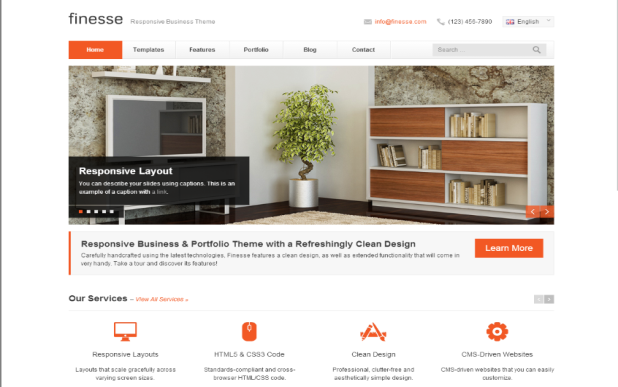 finesse Responsive Business Theme
info@finesse.com (123) 456-7890 English
Home Templates Features Portfolio Blog Contact Search...
Responsive Layout
You can describe your slides using captions. This is an
example of a caption with a link.
Responsive Business & Portfolio Theme with a Refreshingly Clean Design
Carefully handcrafted using the latest technologies, Finesse features a clean design, as well as extended functionality that will come in
very handy. Take a tour and discover its features!
Learn More
Our Services – View All Services »
Responsive Layouts
Layouts that scale gracefully across
varying screen sizes.
HTML5 & CSS3 Code
Standards-compliant and cross-
browser HTML/CSS code.
Clean Design
Professional, clutter-free and
aesthetically simple design.
CMS-Driven Websites
CMS-driven websites that you can easily
customize.